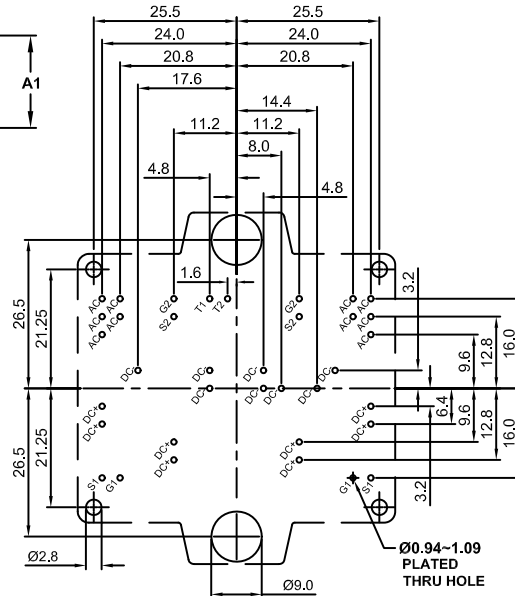 25.5 25.5
24.0 24.0
A1
20.8 20.8
17.6
14.4
11.2 11.2
8.0
4.8 4.8
1.6
3.2
26.5
21.25
AC AC G2 T1 T2 G2 AC AC
AC AC S2 S2 AC AC
AC AC
9.6
12.8
16.0
DC- DC- DC- DC-
DC- DC- DC- DC-
DC+ DC+
DC+ DC+
DC+ DC+
DC+ DC+
6.4
9.6
12.8
16.0
3.2
26.5
21.25
S1 G1 G1 S1
Ø2.8
Ø9.0
Ø0.94~1.09
PLATED
THRU HOLE